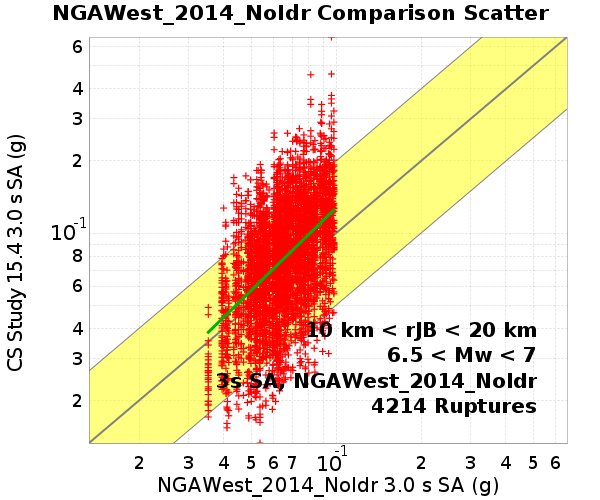 NGAWest_2014_NoIdr Comparison Scatter
6
4
3
2
10⁻¹
8
6
4
3
2
CS Study 15.4 3.0 s SA (g)
10 km < rJB < 20 km
6.5 < Mw < 7
3s SA, NGAWest_2014_NoIdr
4214 Ruptures
2 3 4 5 6 7 10⁻¹ 2 3 4 5 6
NGAWest_2014_NoIdr 3.0 s SA (g)